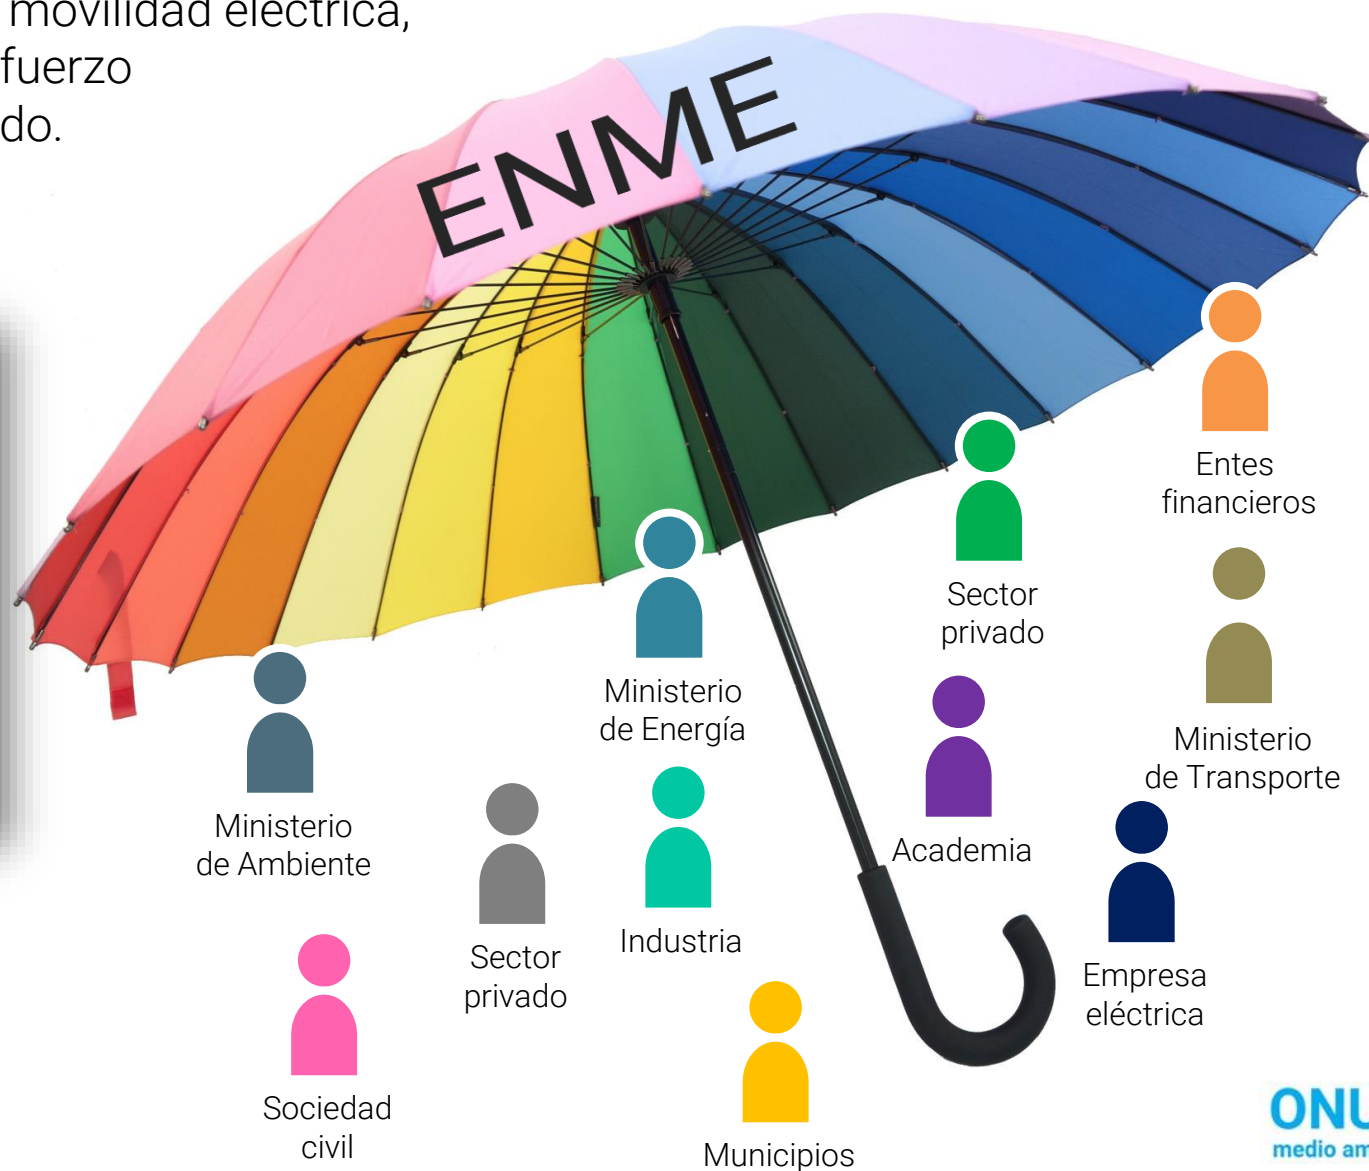 movilidad eléctrica,
fuerzo
do.
ENME
Entes
financieros
Sector
privado
Ministerio
de Energía
Ministerio
de Transporte
Ministerio
de Ambiente
Academia
Industria
Sector
privado
Empresa
eléctrica
Sociedad
civil
Municipios
ONU
medio am